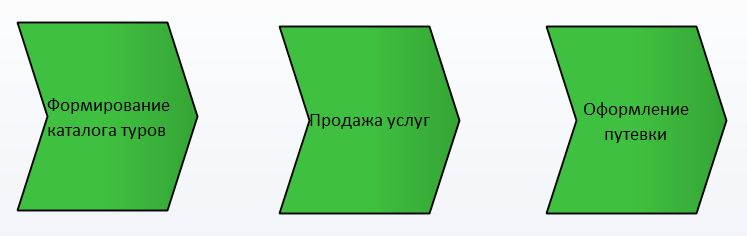 Формирование
каталога туров
Продажа услуг
Оформление
путевки